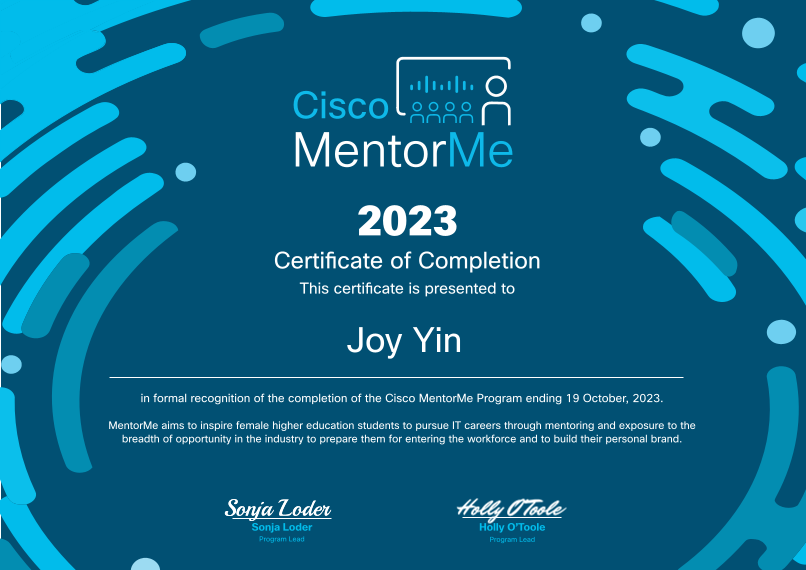 Cisco
MentorMe
2023
Certificate of Completion
This certificate is presented to
Joy Yin
in formal recognition of the completion of the Cisco MentorMe Program ending 19 October, 2023.
MentorMe aims to inspire female higher education students to pursue IT careers through mentoring and exposure to the
breadth of opportunity in the industry to prepare them for entering the workforce and to build their personal brand.
Sonja Loder
Sonja Loder
Program Lead
Holly O'Toole
Holly O'Toole
Program Lead